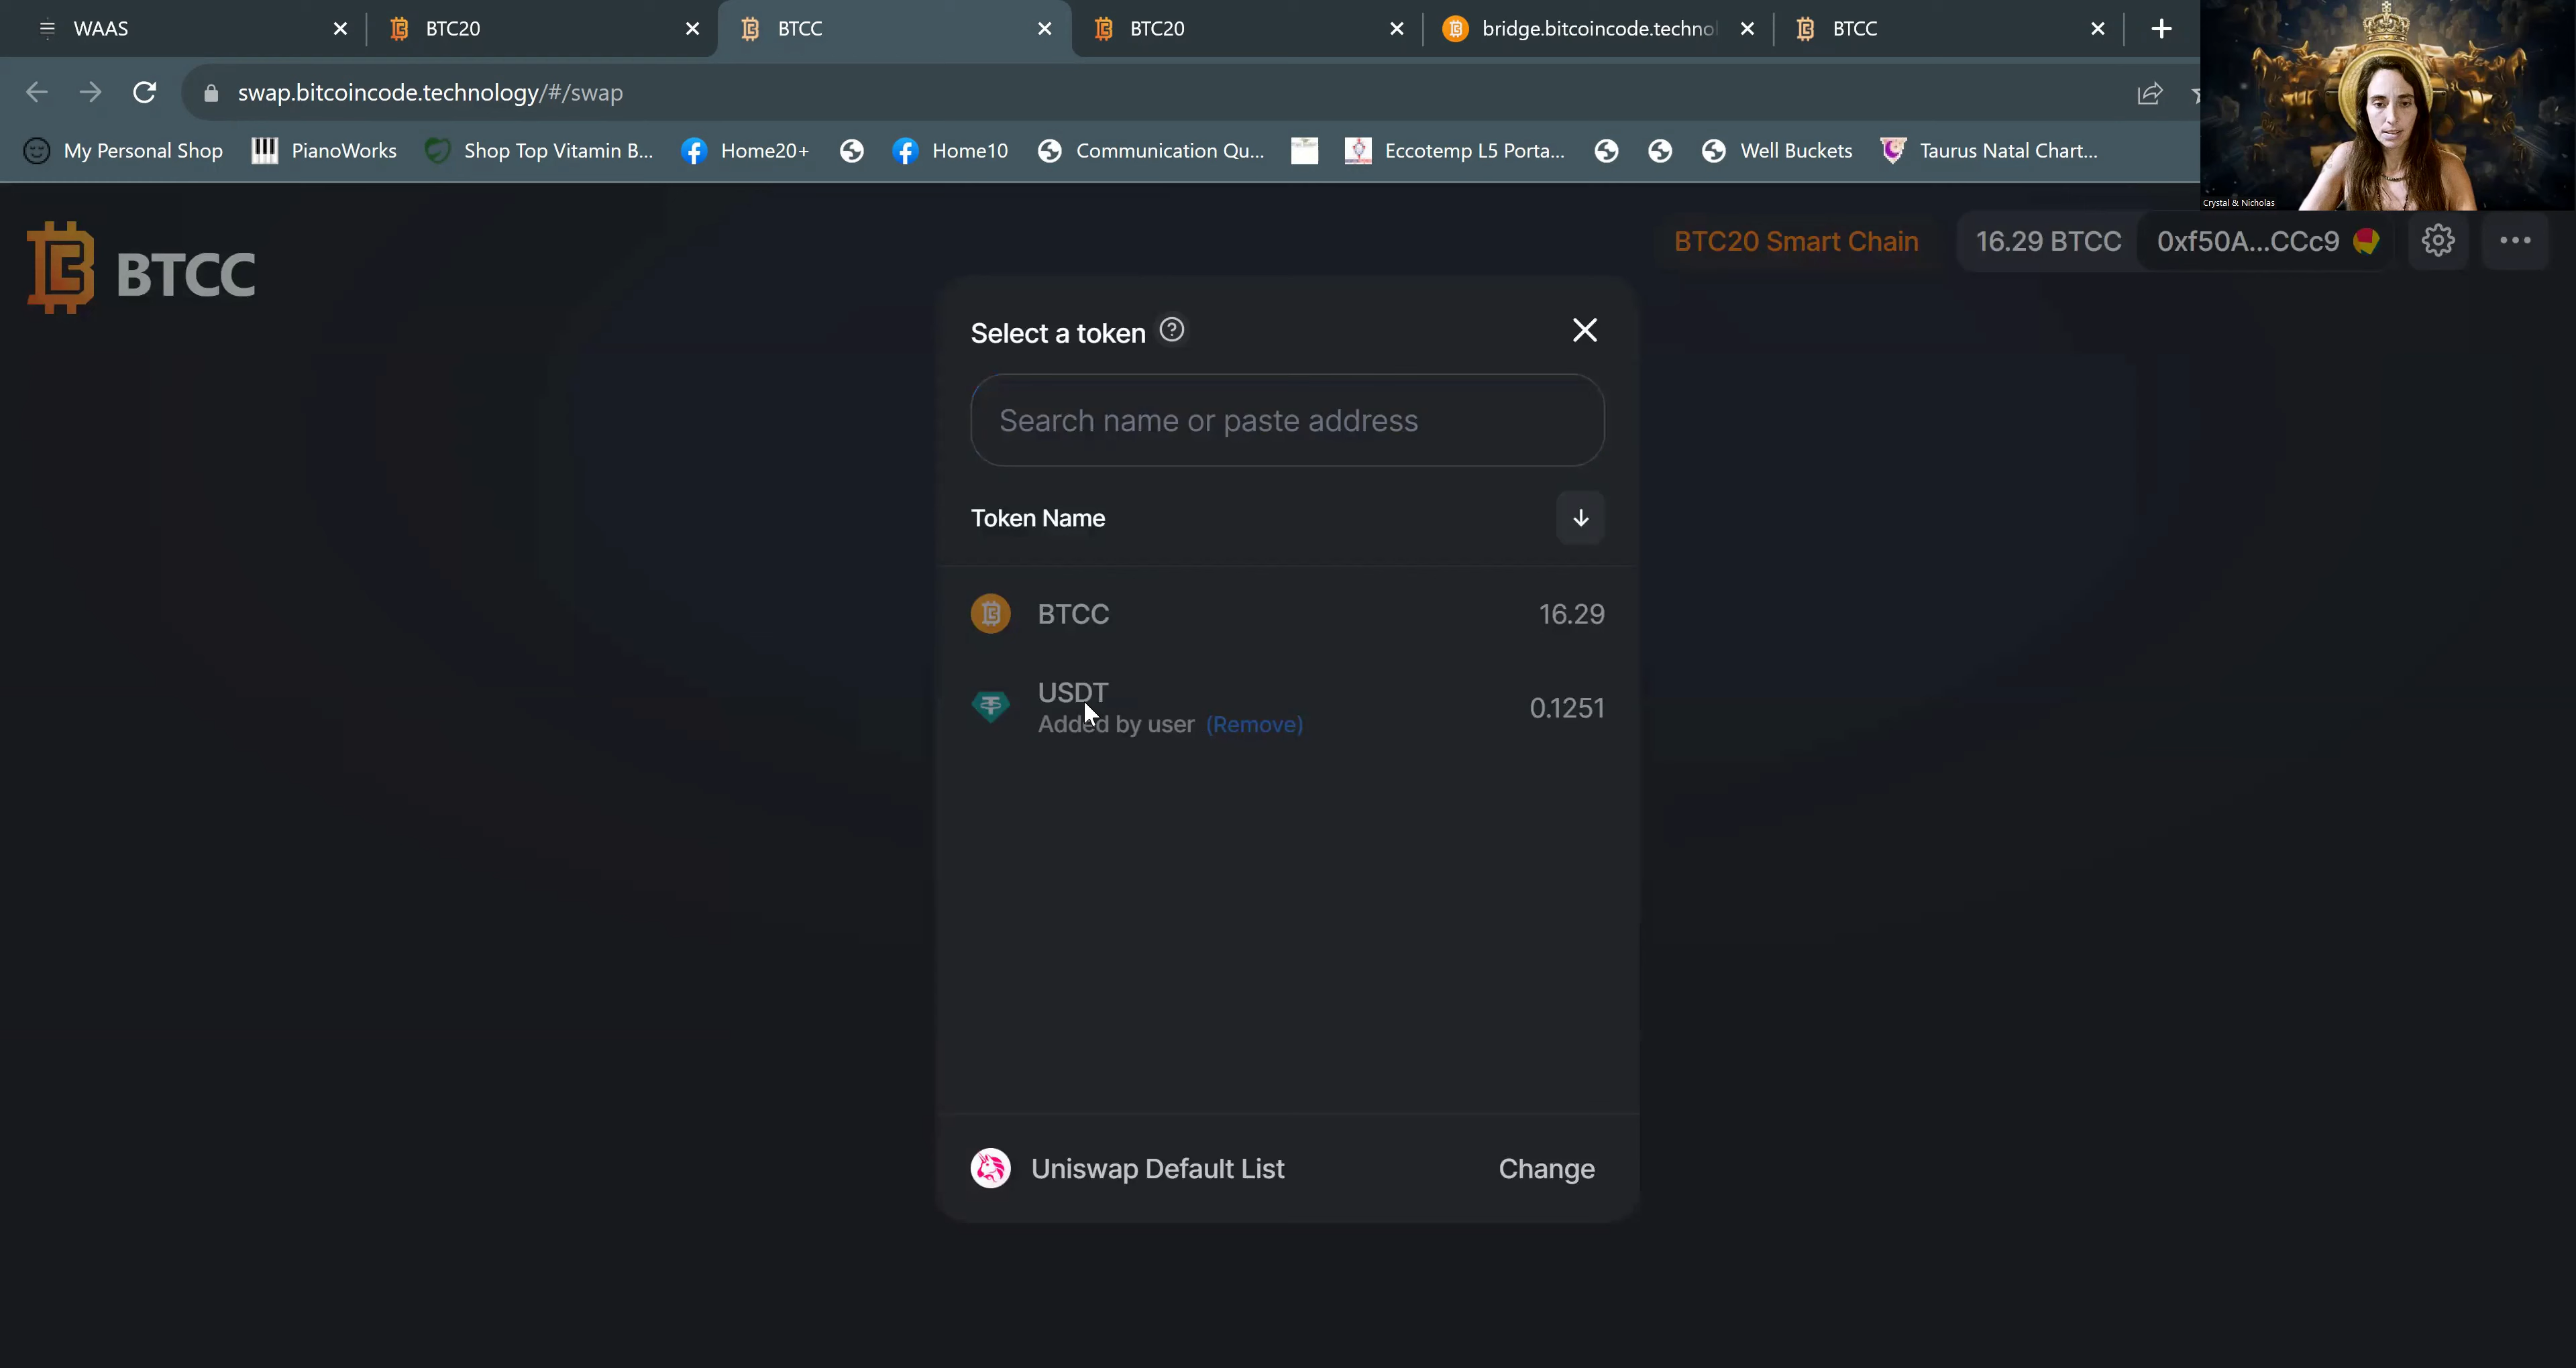 WAAS
BTC20
BTCC
BTC20
bridge.bitcoincode.techno
BTCC
swap.bitcoincode.technology/#/swap
My Personal Shop
PianoWorks
Shop Top Vitamin B...
Home20+
Home10
Communication Qu...
Eccotemp L5 Porta...
Well Buckets
Taurus Natal Chart...
Crystal & Nicholas
BTCC
BTC20 Smart Chain
16.29 BTCC
0xf50A...CCc9
Select a token
Search name or paste address
Token Name
BTCC
16.29
USDT
Added by user (Remove)
0.1251
Uniswap Default List
Change